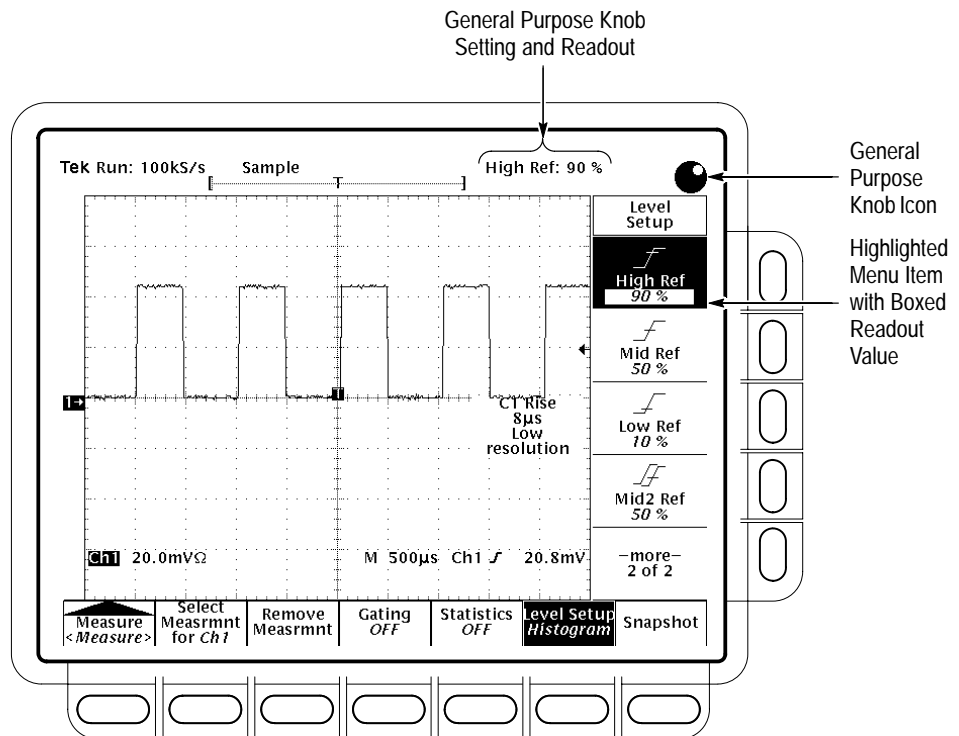 General Purpose Knob
Setting and Readout
Tek Run: 100kS/s Sample High Ref: 90 %
T
General
Purpose
Knob Icon
Level
Setup
High Ref
90 %
Highlighted
Menu Item
with Boxed
Readout
Value
Mid Ref
50 %
1→
T
C1 Rise
8µs
Low
resolution
Low Ref
10 %
Mid2 Ref
50 %
Ch1 20.0mVΩ M 500µs Ch1 20.8mV
–more–
2 of 2
Measure
<Measure>
Select
Measrmnt
for Ch1
Remove
Measrmnt
Gating
OFF
Statistics
OFF
Level Setup
Histogram
Snapshot